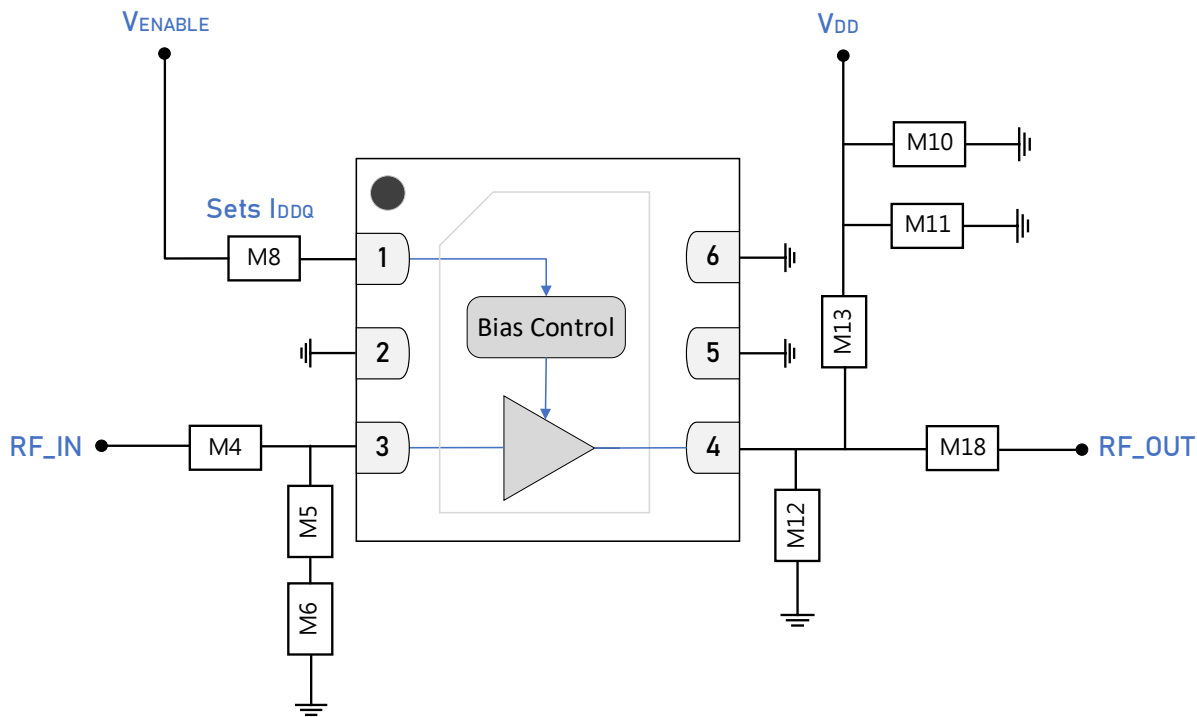 VENABLE
VDD
M10
Sets IDDQ
M11
M8
1
6
Bias Control
M13
2
5
RF_IN
M4
3
4
M18
RF_OUT
M5
M12
M6